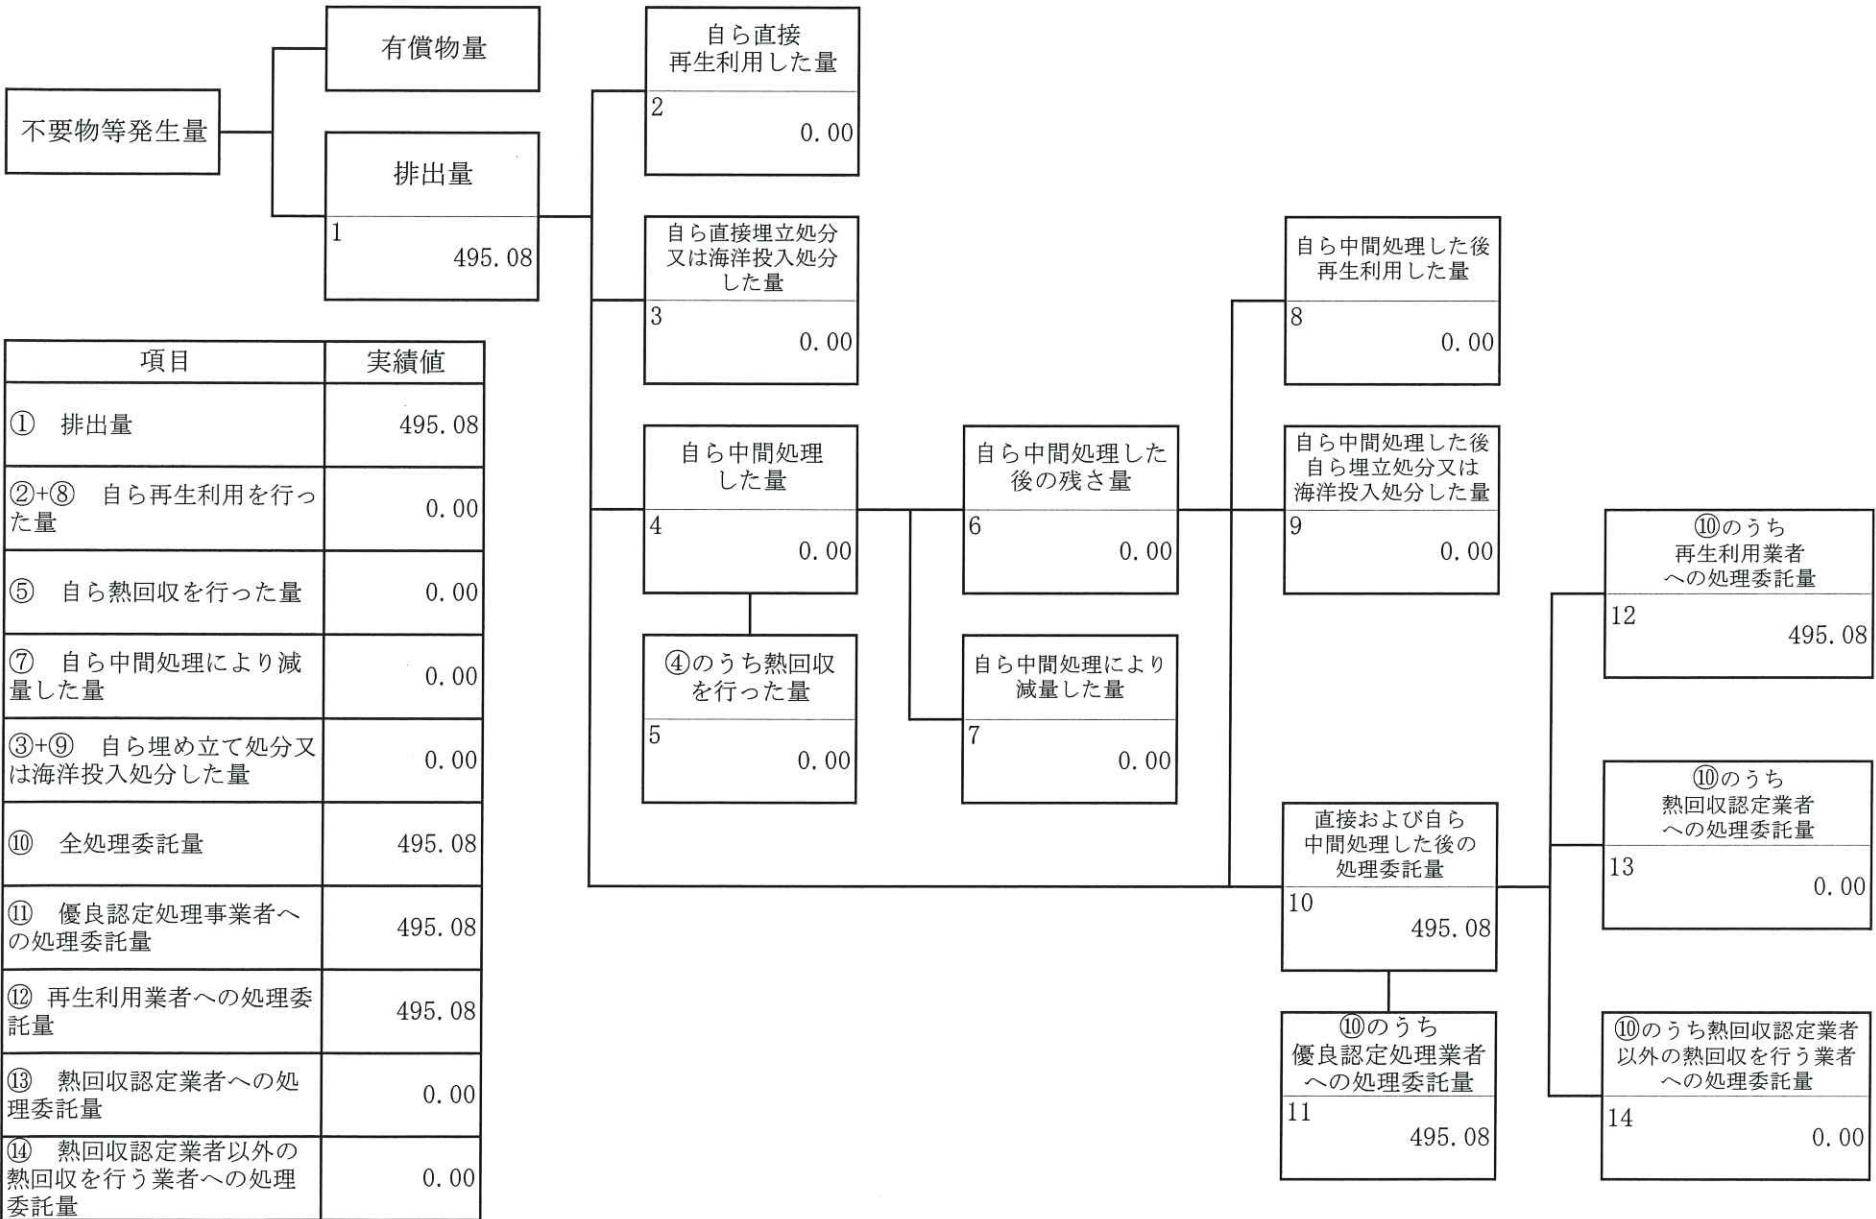 不要物等発生量
有償物量
排出量
1
495.08
自ら直接
再生利用した量
2
0.00
自ら直接埋立処分
又は海洋投入処分
した量
3
0.00
自ら中間処理
した量
4
0.00
④のうち熱回収
を行った量
5
0.00
自ら中間処理した
後の残さ量
6
0.00
自ら中間処理により
減量した量
7
0.00
自ら中間処理した後
再生利用した量
8
0.00
自ら中間処理した後
自ら埋立処分又は
海洋投入処分した量
9
0.00
直接および自ら
中間処理した後の
処理委託量
10
495.08
⑩のうち
優良認定処理業者
への処理委託量
11
495.08
⑩のうち
再生利用業者
への処理委託量
12
495.08
⑩のうち
熱回収認定業者
への処理委託量
13
0.00
⑩のうち熱回収認定業者
以外の熱回収を行う業者
への処理委託量
14
0.00
項目 実績値
① 排出量 495.08
②+⑧ 自ら再生利用を行っ
た量 0.00
⑤ 自ら熱回収を行った量 0.00
⑦ 自ら中間処理により減
量した量 0.00
③+⑨ 自ら埋め立て処分又
は海洋投入処分した量 0.00
⑩ 全処理委託量 495.08
⑪ 優良認定処理事業者へ
の処理委託量 495.08
⑫ 再生利用業者への処理委
託量 495.08
⑬ 熱回収認定業者への処
理委託量 0.00
⑭ 熱回収認定業者以外の
熱回収を行う業者への処理
委託量 0.00